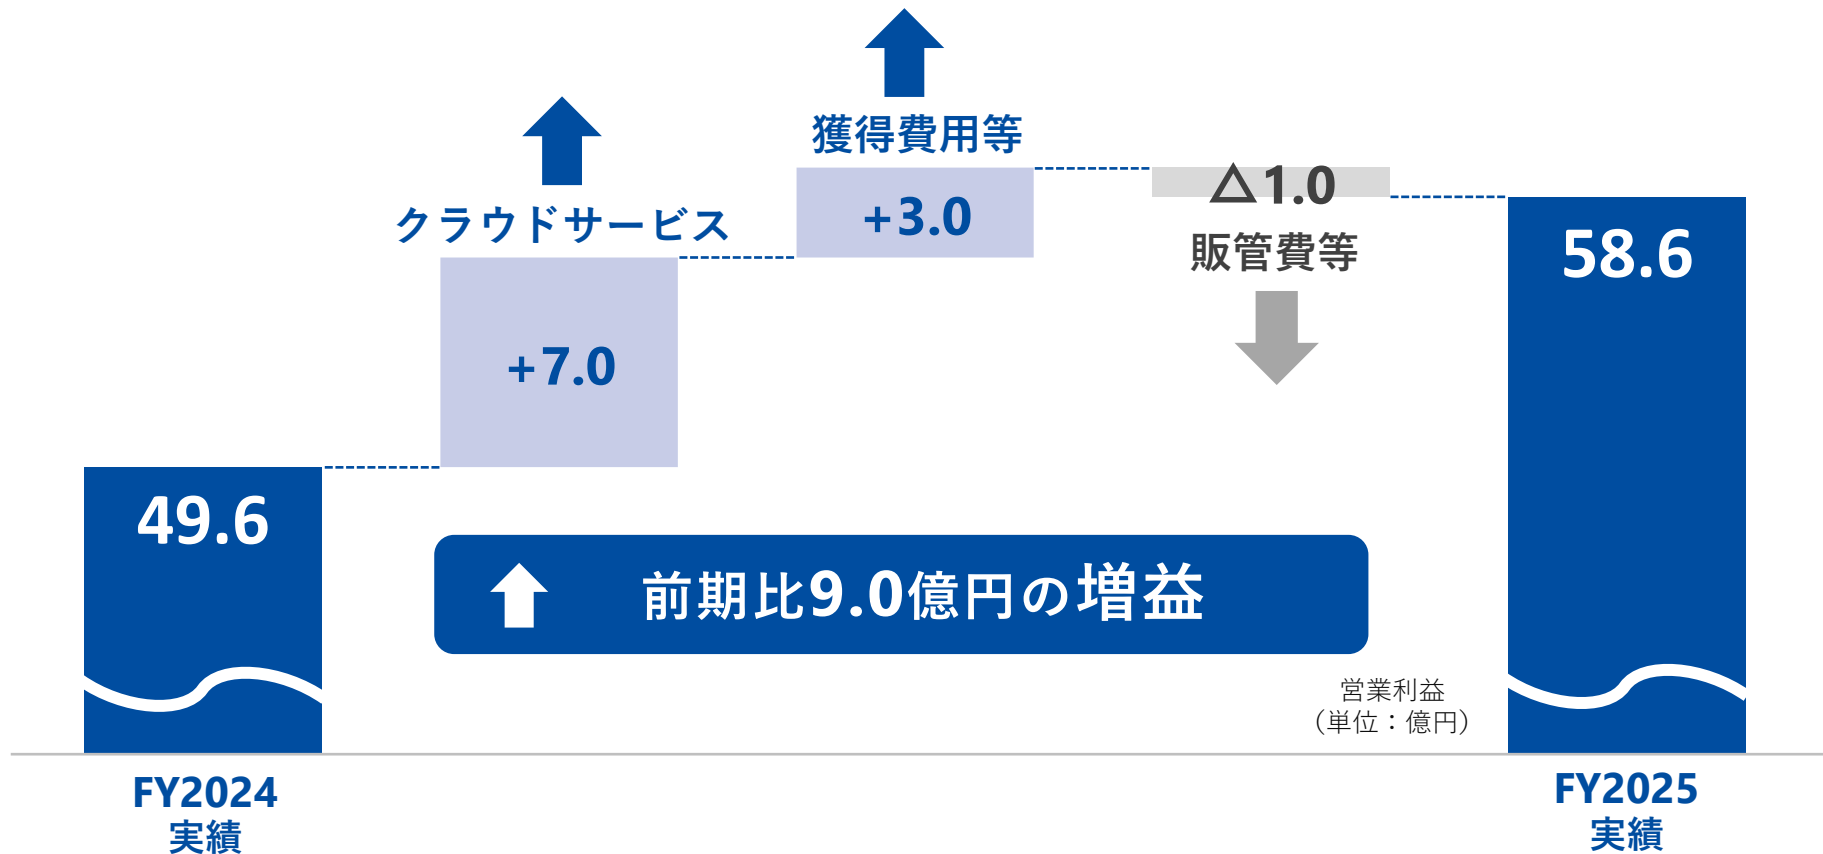 獲得費用等
+3.0
クラウドサービス
+7.0
△1.0
販管費等
49.6
58.6
前期比9.0億円の増益
営業利益
（単位：億円）
FY2024
実績
FY2025
実績